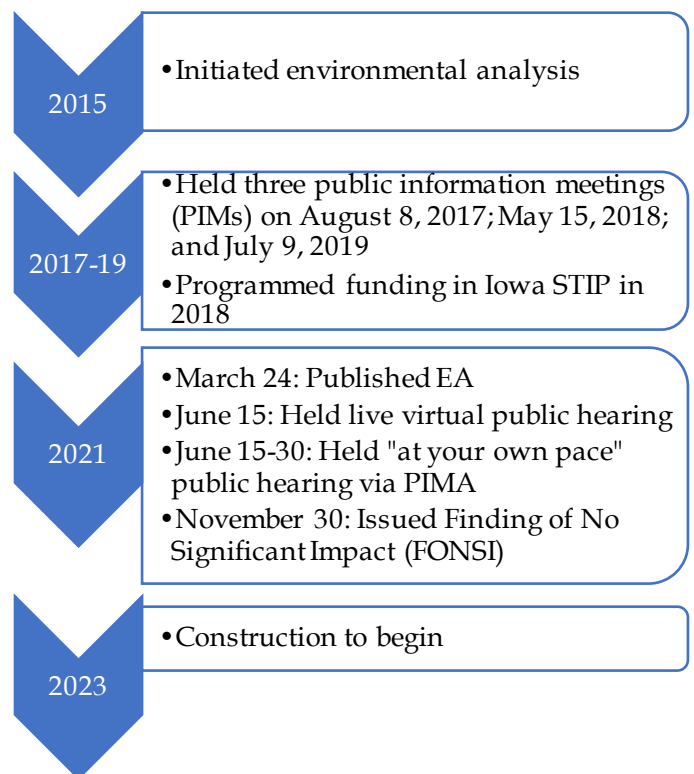 2015
•Initiated environmental analysis
2017-19
•Held three public information meetings
(PIMs) on August 8, 2017; May 15, 2018;
and July 9, 2019
•Programmed funding in Iowa STIP in
2018
2021
•March 24: Published EA
•June 15: Held live virtual public hearing
•June 15-30: Held "at your own pace"
public hearing via PIMA
•November 30: Issued Finding of No
Significant Impact (FONSI)
2023
•Construction to begin